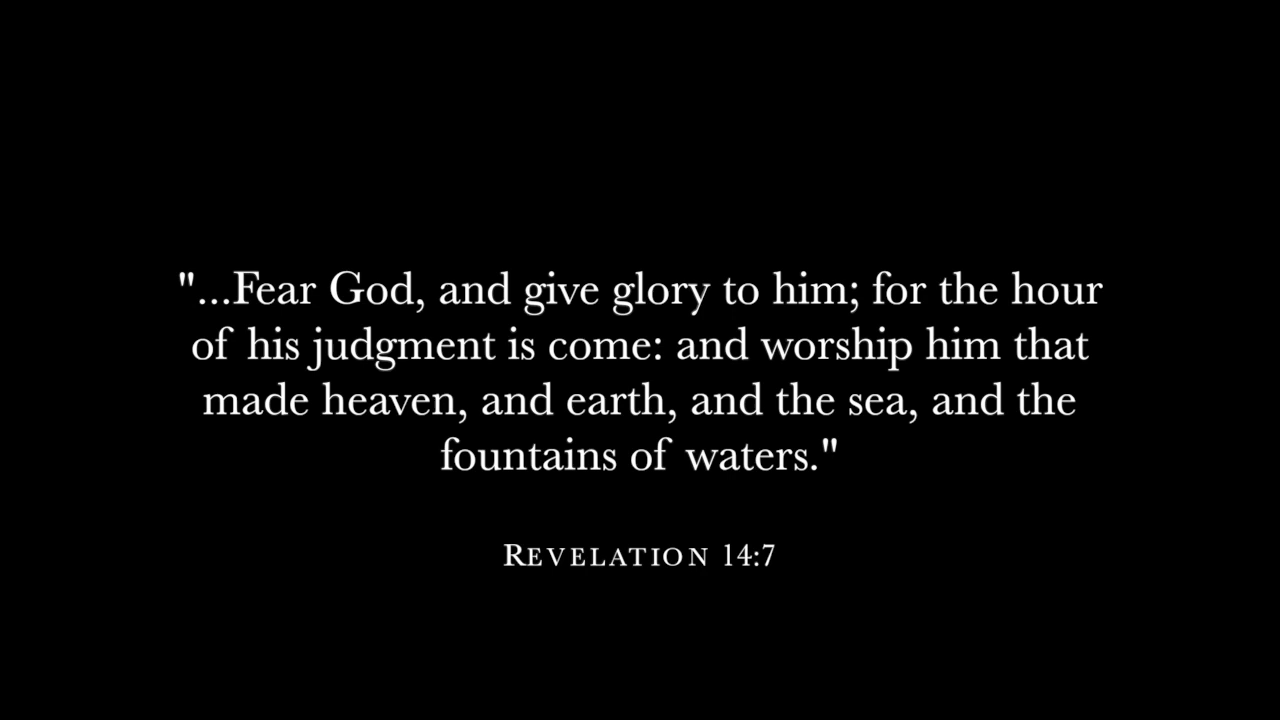 "...Fear God, and give glory to him; for the hour
of his judgment is come: and worship him that
made heaven, and earth, and the sea, and the
fountains of waters."
REVELATION 14:7